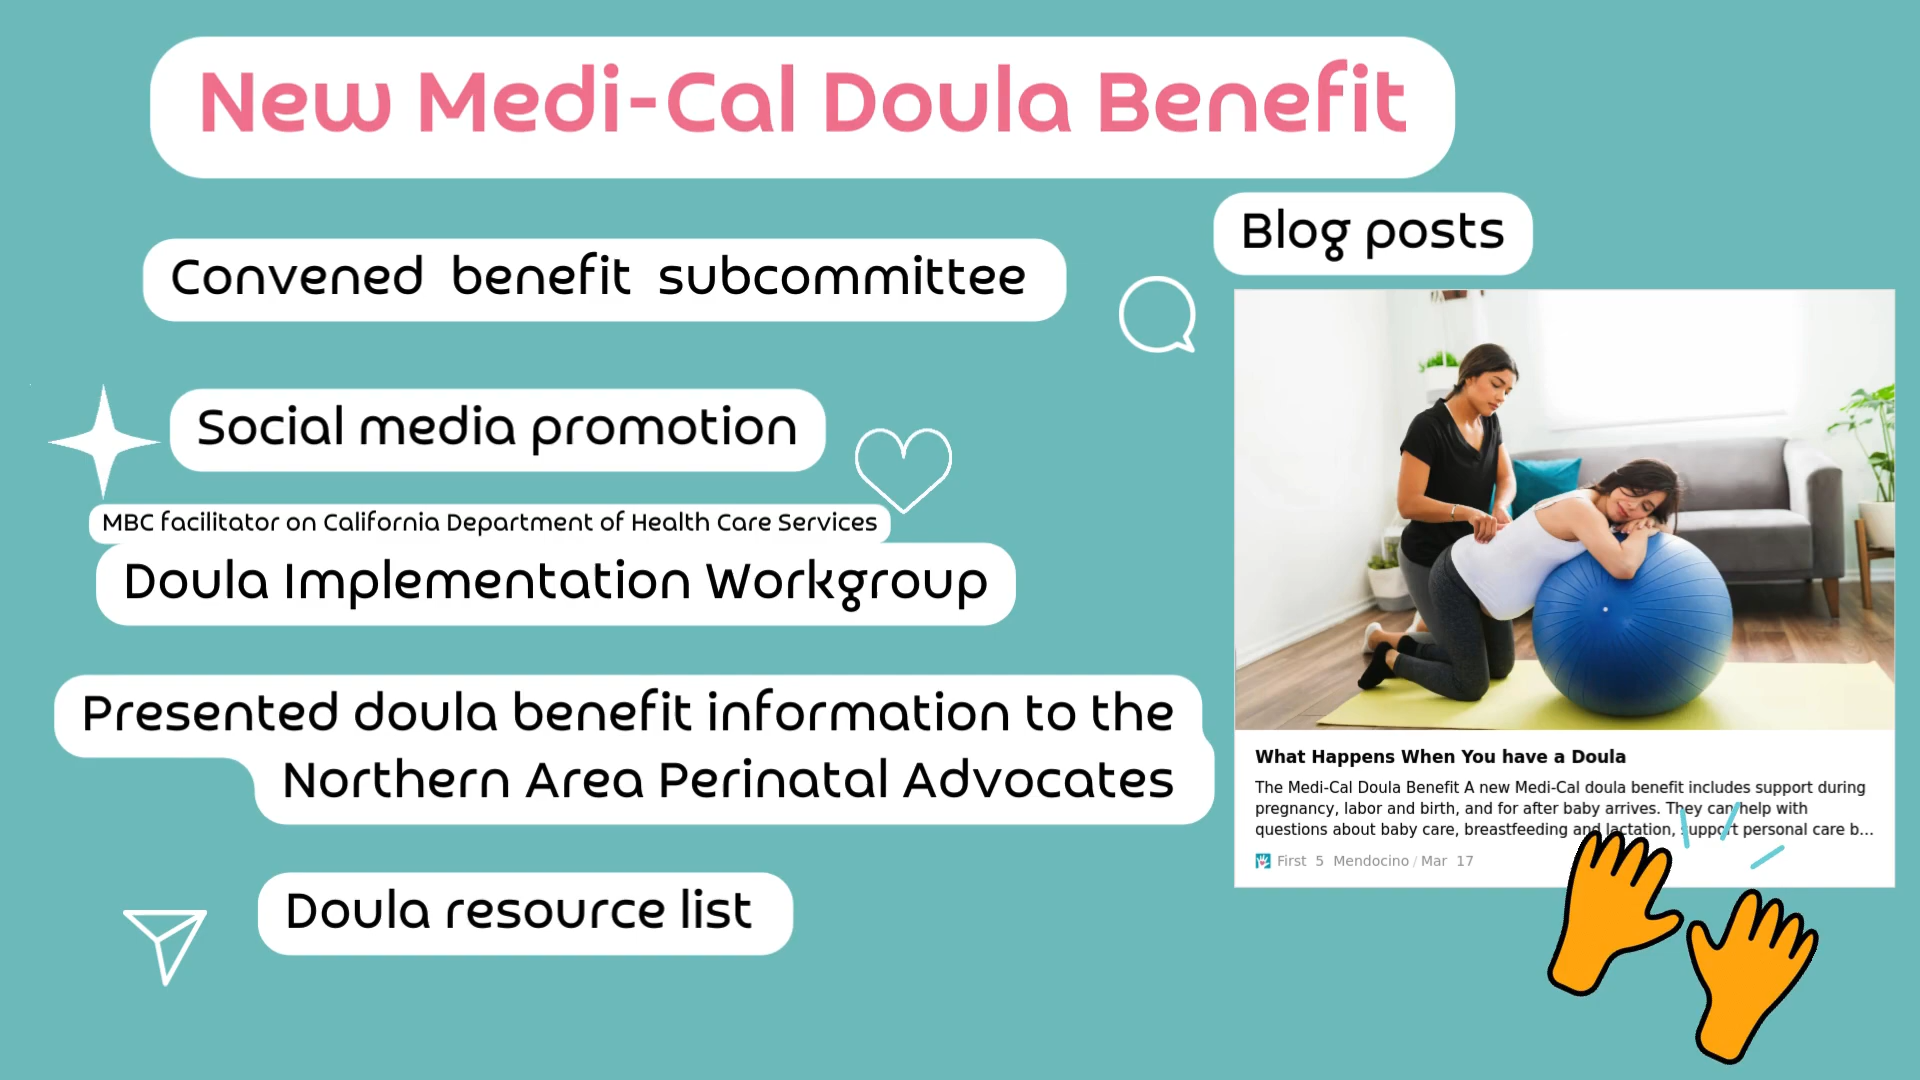 New Medi-Cal Doula Benefit
Convened benefit subcommittee
Social media promotion
MBC facilitator on California Department of Health Care Services
Doula Implementation Workgroup
Presented doula benefit information to the
Northern Area Perinatal Advocates
Doula resource list
Blog posts
What Happens When You have a Doula
The Medi-Cal Doula Benefit A new Medi-Cal doula benefit includes support during
pregnancy, labor and birth, and for after baby arrives. They can help with
questions about baby care, breastfeeding and lactation, support personal care b...
First 5 Mendocino / Mar 17